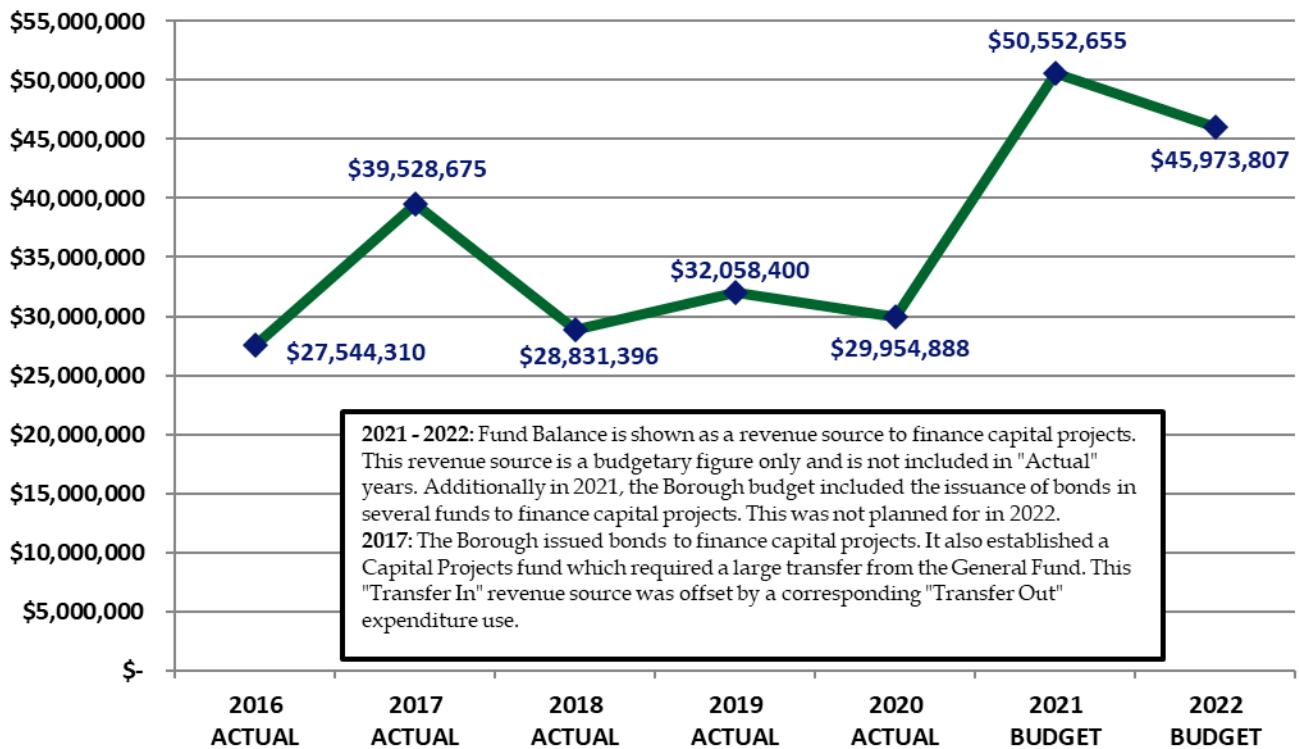 $55,000,000
$50,000,000
$45,000,000
$40,000,000
$35,000,000
$30,000,000
$25,000,000
$20,000,000
$15,000,000
$10,000,000
$5,000,000
$-
$27,544,310
$39,528,675
$28,831,396
$32,058,400
$29,954,888
$50,552,655
$45,973,807
2021 - 2022: Fund Balance is shown as a revenue source to finance capital projects.
This revenue source is a budgetary figure only and is not included in "Actual"
years. Additionally in 2021, the Borough budget included the issuance of bonds in
several funds to finance capital projects. This was not planned for in 2022.
2017: The Borough issued bonds to finance capital projects. It also established a
Capital Projects fund which required a large transfer from the General Fund. This
"Transfer In" revenue source was offset by a corresponding "Transfer Out"
expenditure use.
2016 ACTUAL
2017 ACTUAL
2018 ACTUAL
2019 ACTUAL
2020 ACTUAL
2021 BUDGET
2022 BUDGET